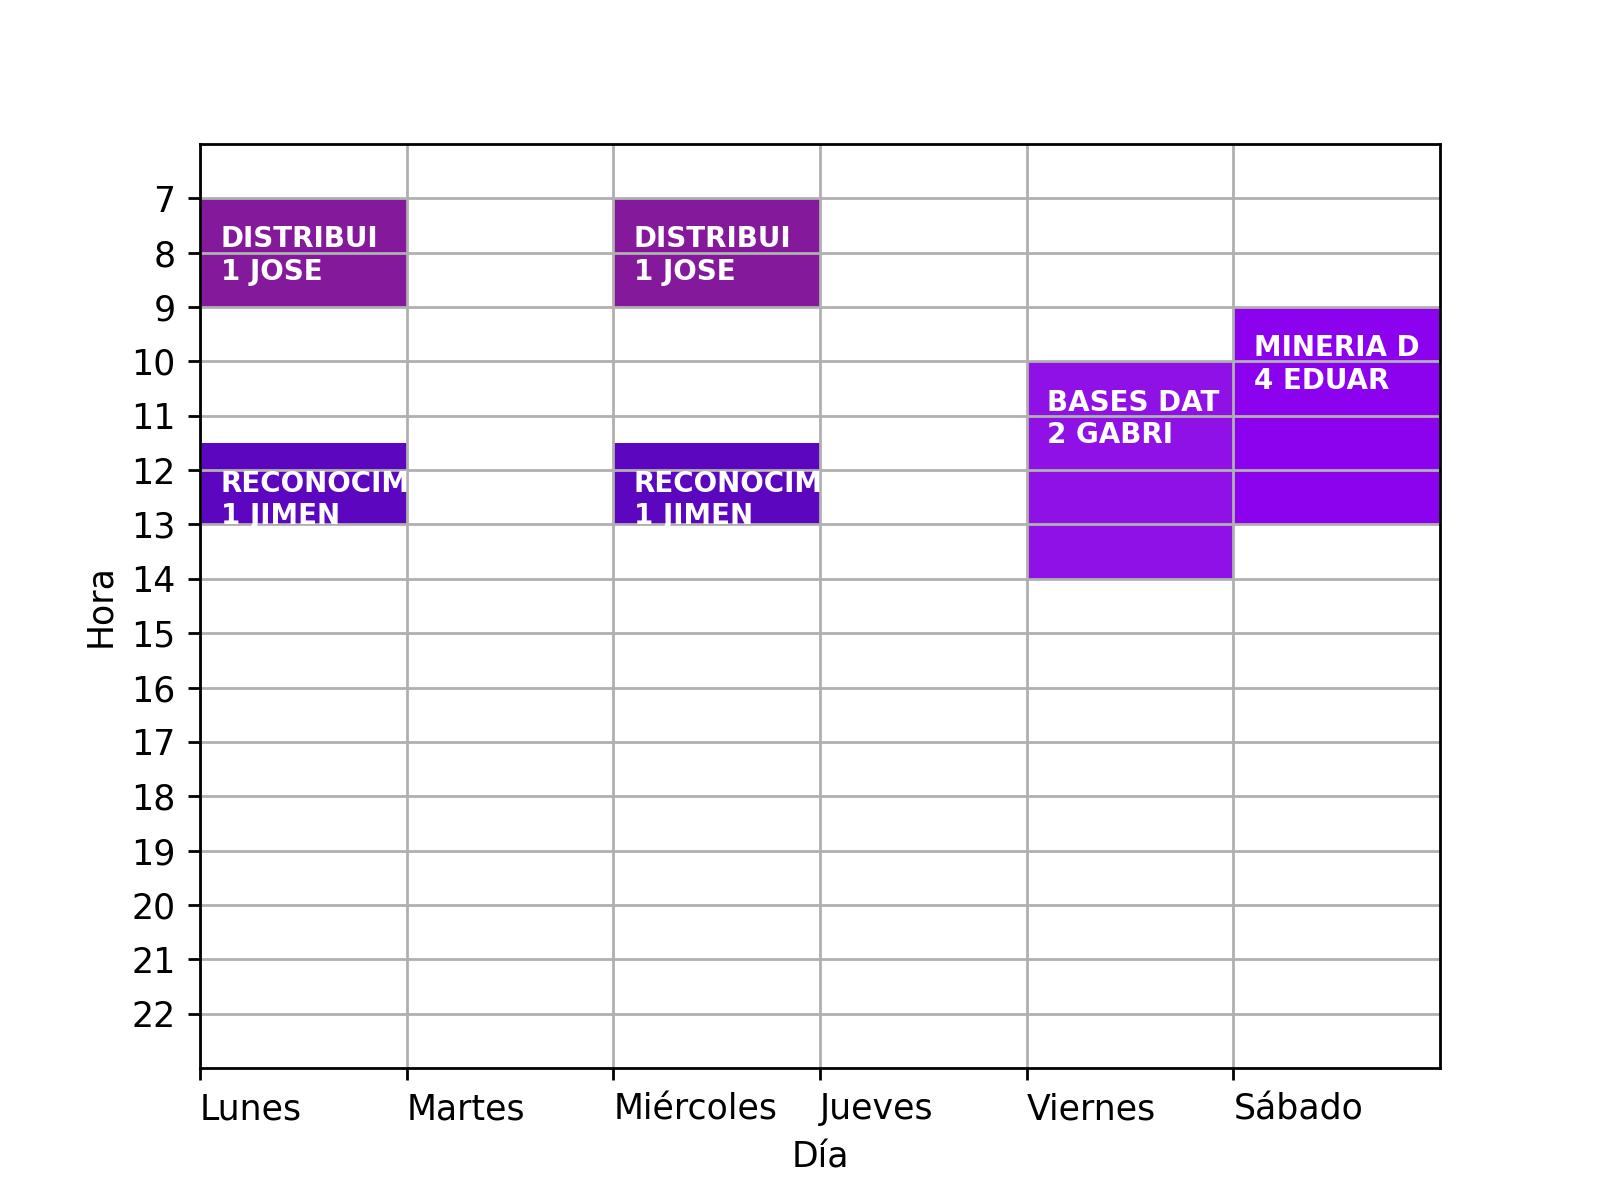 7
8
9
10
11
12
13
14
15
16
17
18
19
20
21
22
Hora
DISTRIBUI
1 JOSE
DISTRIBUI
1 JOSE
RECONOCIM
1 JIMEN
RECONOCIM
1 JIMEN
BASES DAT
2 GABRI
MINERIA D
4 EDUAR
Lunes
Martes
Miércoles
Jueves
Viernes
Sábado
Día